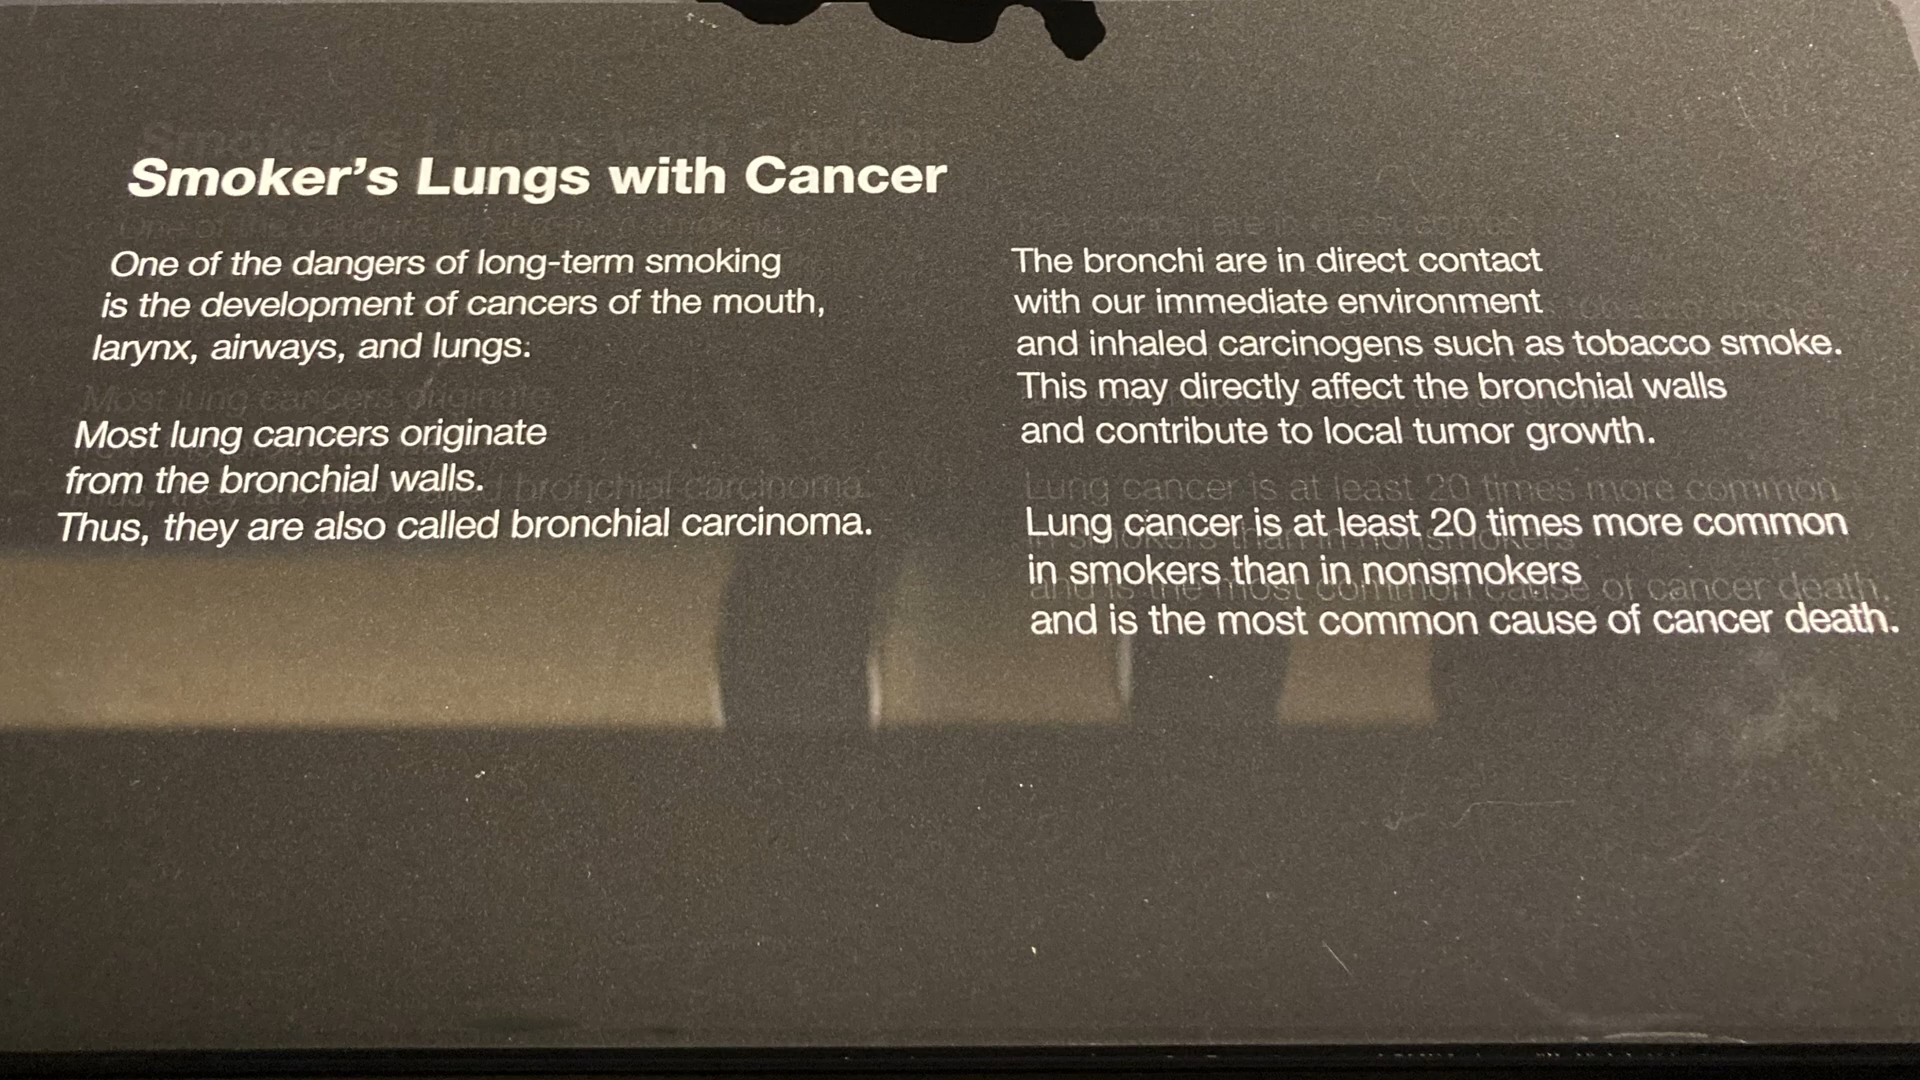 Smoker's Lungs with Cancer
One of the dangers of long-term smoking
is the development of cancers of the mouth,
larynx, airways, and lungs.
Most lung cancers originate
from the bronchial walls.
Thus, they are also called bronchial carcinoma.
The bronchi are in direct contact
with our immediate environment
and inhaled carcinogens such as tobacco smoke.
This may directly affect the bronchial walls
and contribute to local tumor growth.
Lung cancer is at least 20 times more common
in smokers than in nonsmokers
and is the most common cause of cancer death.